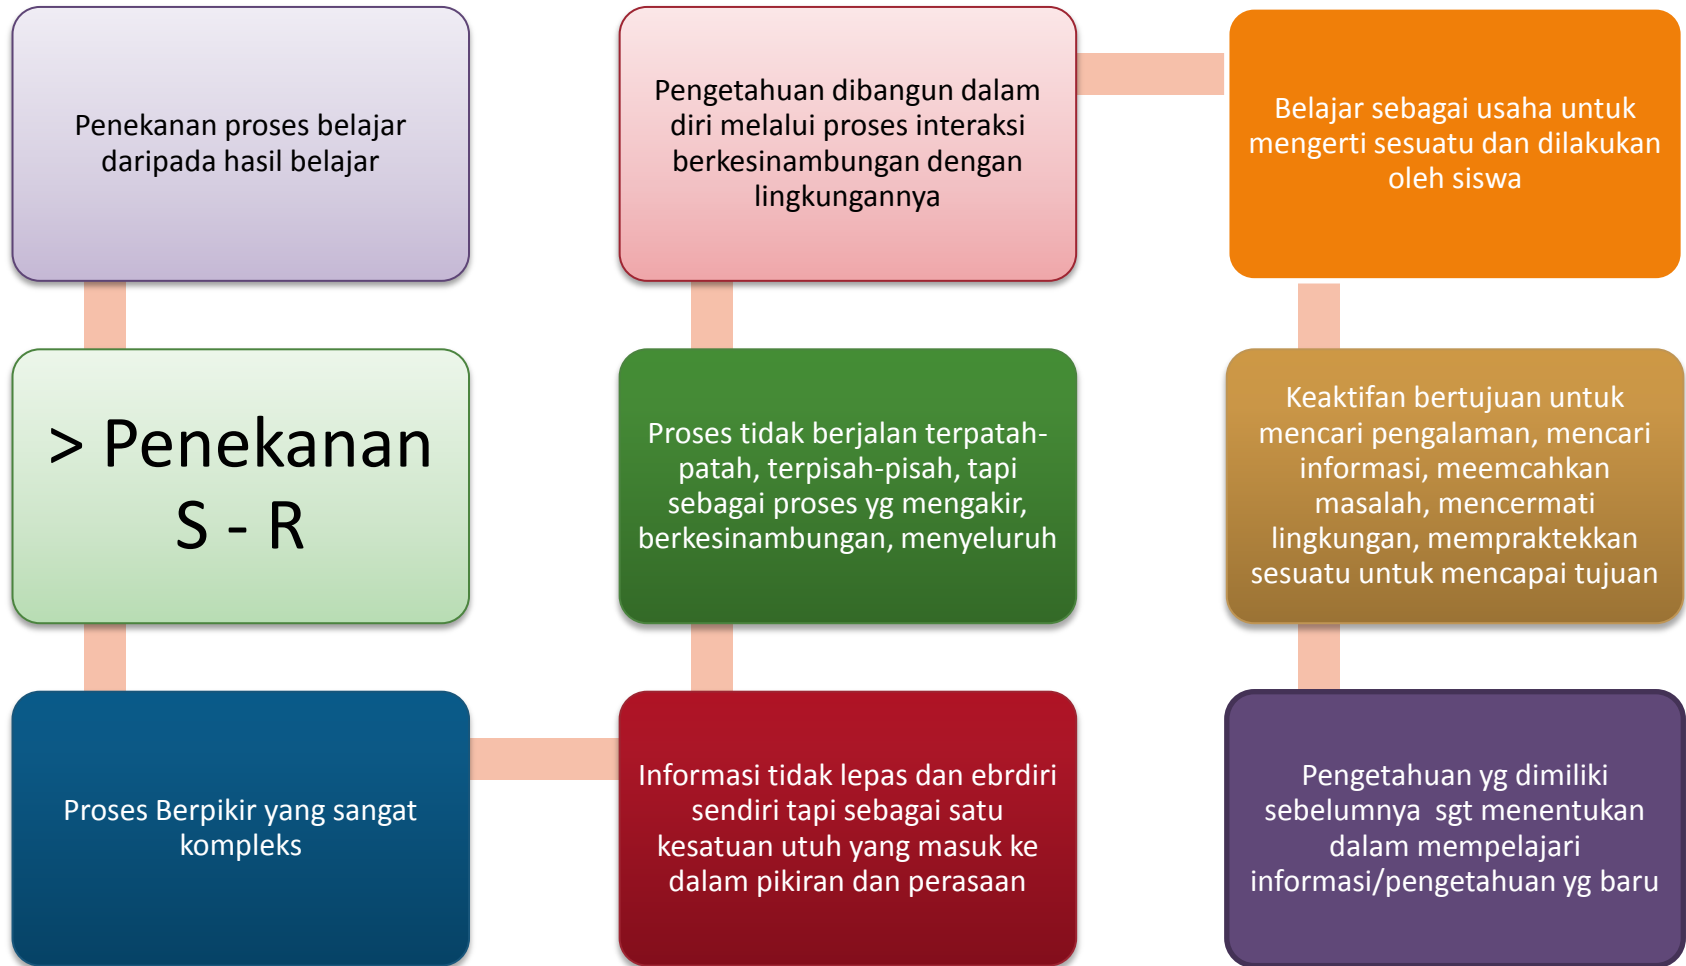 Penekanan proses belajar
daripada hasil belajar
> Penekanan
S - R
Proses Berpikir yang sangat
kompleks
Informasi tidak lepas dan ebrdiri
sendiri tapi sebagai satu
kesatuan utuh yang masuk ke
dalam pikiran dan perasaan
Proses tidak berjalan terpatah-
patah, terpisah-pisah, tapi
sebagai proses yg mengakir,
berkesinambungan, menyeluruh
Pengetahuan dibangun dalam
diri melalui proses interaksi
berkesinambungan dengan
lingkungannya
Belajar sebagai usaha untuk
mengerti sesuatu dan dilakukan
oleh siswa
Keaktifan bertujuan untuk
mencari pengalaman, mencari
informasi, meemcahkan
masalah, mencermati
lingkungan, mempraktekkan
sesuatu untuk mencapai tujuan
Pengetahuan yg dimiliki
sebelumnya sgt menentukan
dalam mempelajari
informasi/pengetahuan yg baru